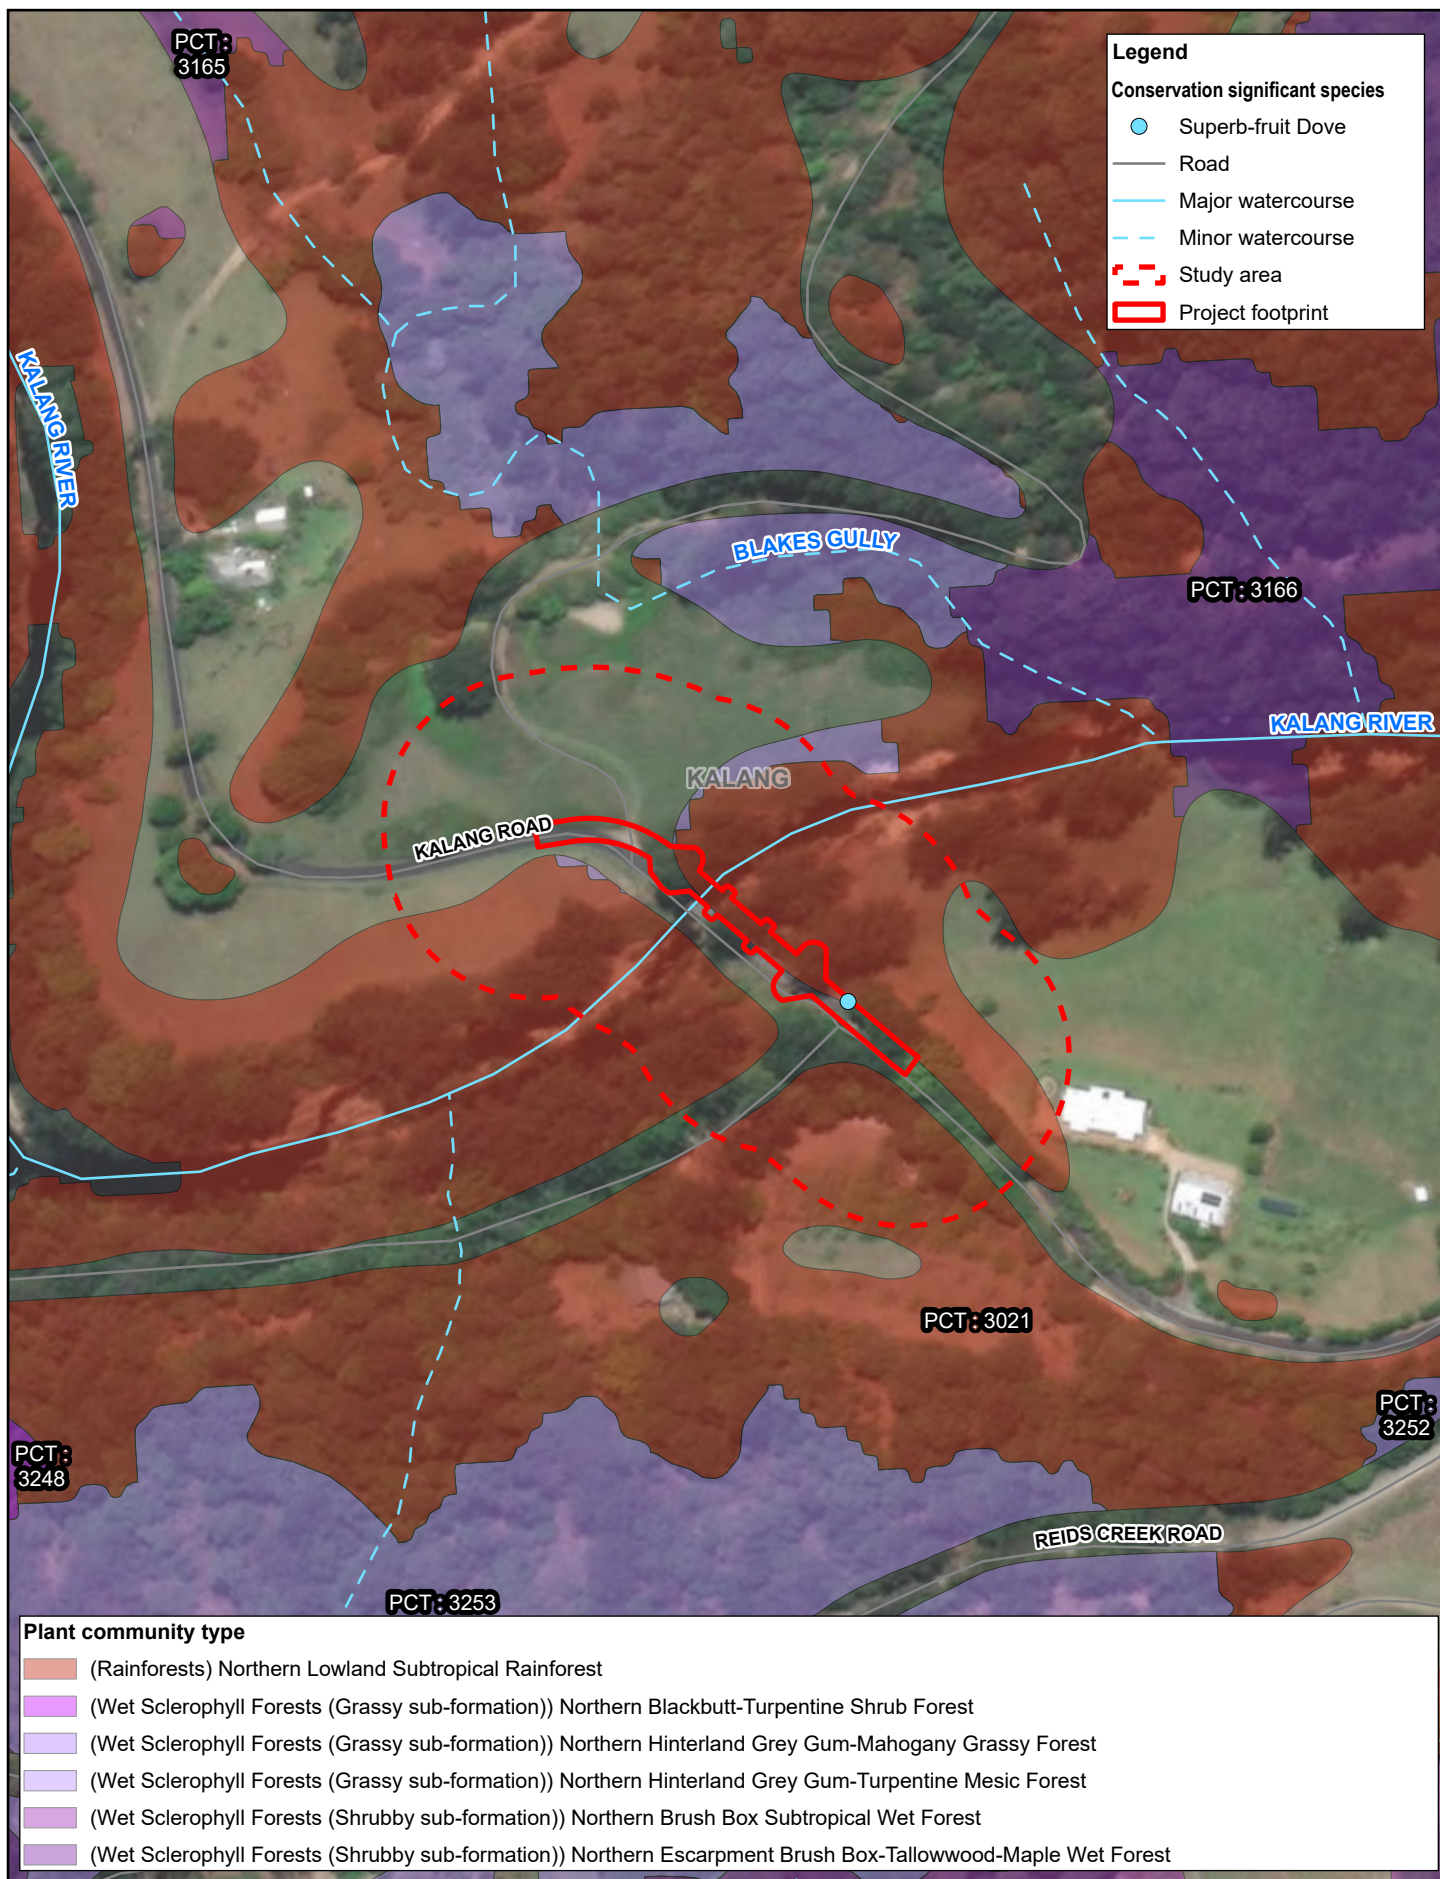 PCT:
3165
Legend
Conservation significant species
Superb-fruit Dove
Road
Major watercourse
Minor watercourse
Study area
Project footprint
KALANG RIVER
BLAKES GULLY
PCT: 3166
KALANG RIVER
KALANG
KALANG ROAD
PCT: 3021
PCT:
3252
PCT:
3248
REIDS CREEK ROAD
PCT: 3253
Plant community type
(Rainforests) Northern Lowland Subtropical Rainforest
(Wet Sclerophyll Forests (Grassy sub-formation)) Northern Blackbutt-Turpentine Shrub Forest
(Wet Sclerophyll Forests (Grassy sub-formation)) Northern Hinterland Grey Gum-Mahogany Grassy Forest
(Wet Sclerophyll Forests (Grassy sub-formation)) Northern Hinterland Grey Gum-Turpentine Mesic Forest
(Wet Sclerophyll Forests (Shrubby sub-formation)) Northern Brush Box Subtropical Wet Forest
(Wet Sclerophyll Forests (Shrubby sub-formation)) Northern Escarpment Brush Box-Tallowwood-Maple Wet Forest